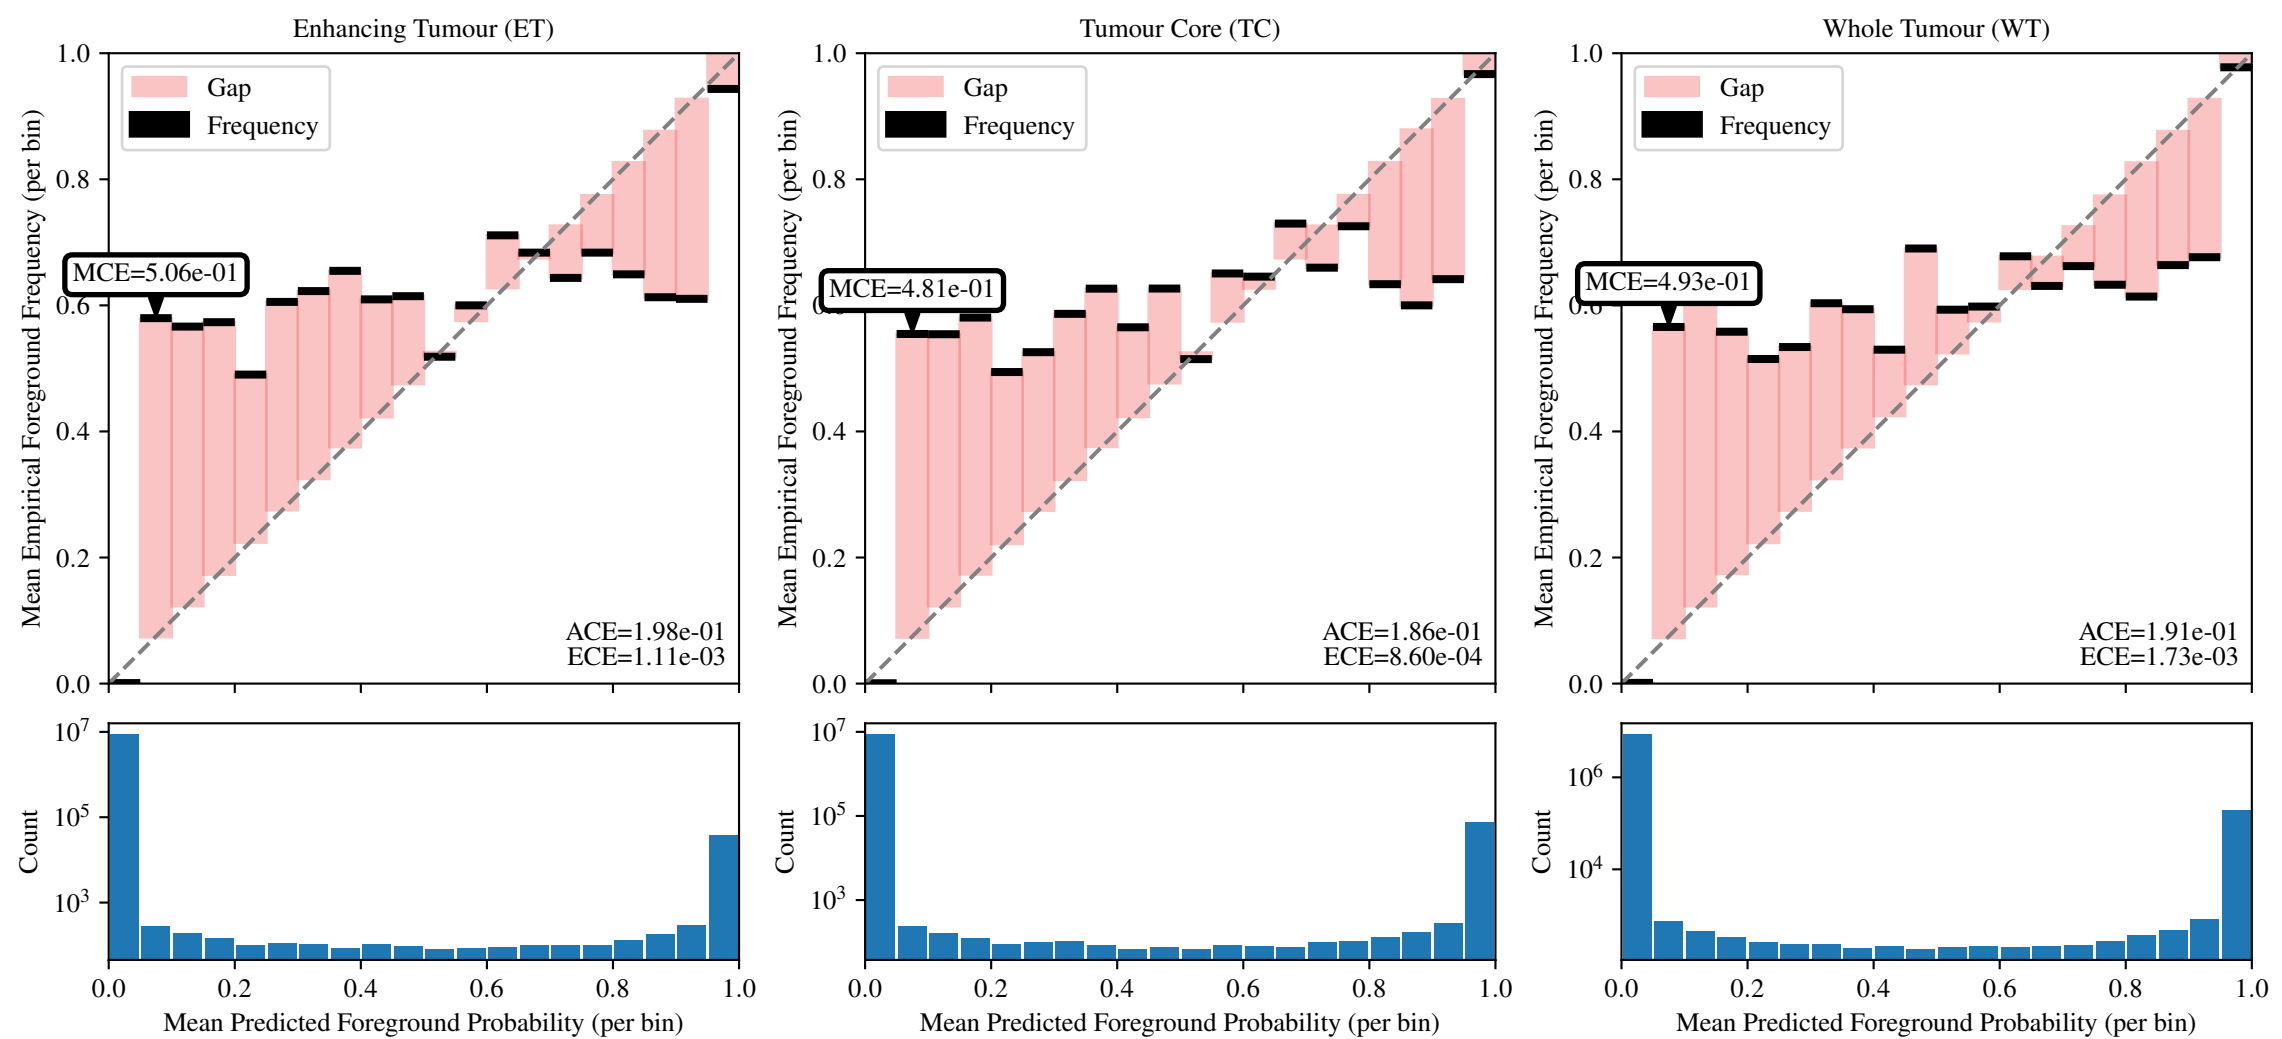 Enhancing Tumour (ET)
Mean Empirical Foreground Frequency (per bin)
1.0
0.8
0.6
0.4
0.2
0.0
Gap
Frequency
MCE=5.06e-01
ACE=1.98e-01
ECE=1.11e-03
Count
10⁷
10⁵
10³
0.0 0.2 0.4 0.6 0.8 1.0
Mean Predicted Foreground Probability (per bin)
Tumour Core (TC)
Mean Empirical Foreground Frequency (per bin)
1.0
0.8
0.4
0.2
0.0
Gap
Frequency
MCE=4.81e-01
ACE=1.86e-01
ECE=8.60e-04
Count
10⁷
10⁵
10³
0.0 0.2 0.4 0.6 0.8 1.0
Mean Predicted Foreground Probability (per bin)
Whole Tumour (WT)
Mean Empirical Foreground Frequency (per bin)
1.0
0.8
0.6
0.4
0.2
0.0
Gap
Frequency
MCE=4.93e-01
ACE=1.91e-01
ECE=1.73e-03
Count
10⁶
10⁴
0.0 0.2 0.4 0.6 0.8 1.0
Mean Predicted Foreground Probability (per bin)